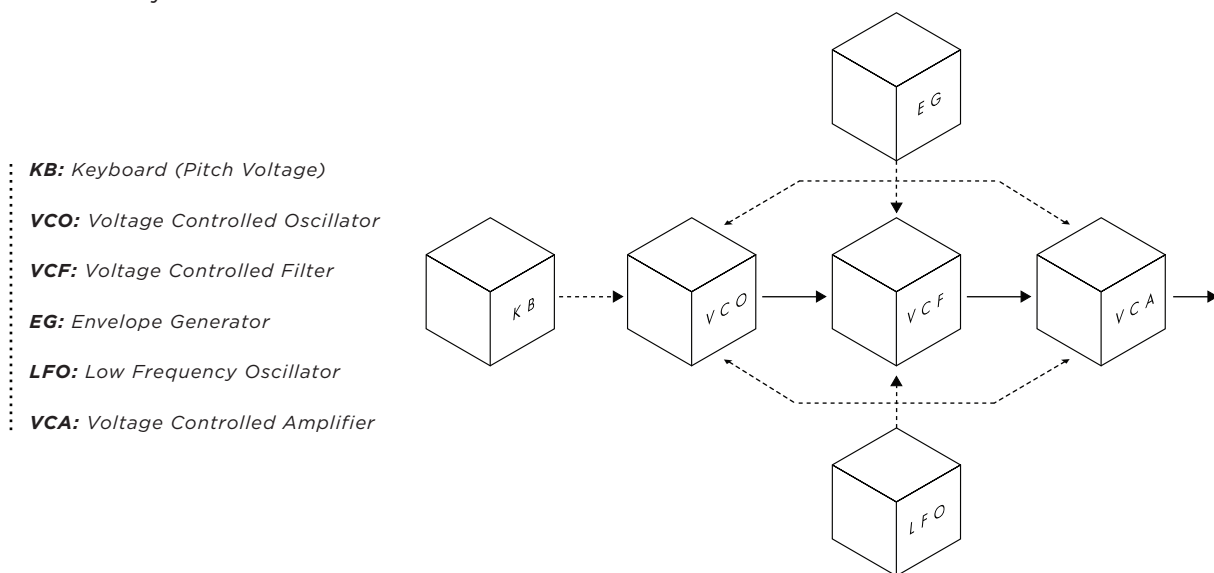 KB: Keyboard (Pitch Voltage)
VCO: Voltage Controlled Oscillator
VCF: Voltage Controlled Filter
EG: Envelope Generator
LFO: Low Frequency Oscillator
VCA: Voltage Controlled Amplifier
EG
KB
VCO
VCF
VCA
LFO